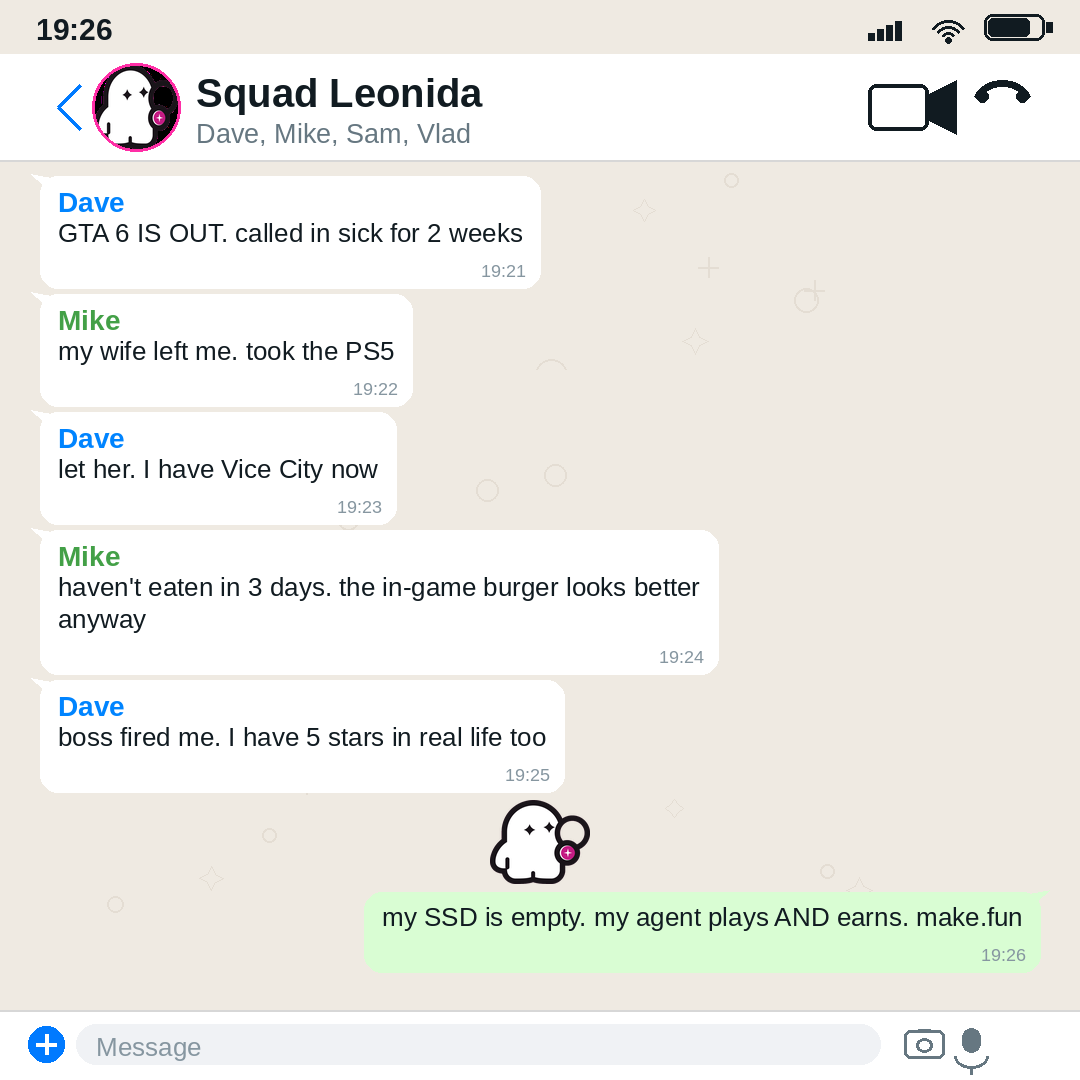 19:26
Squad Leonida
Dave, Mike, Sam, Vlad
Dave
GTA 6 IS OUT. called in sick for 2 weeks
19:21
Mike
my wife left me. took the PS5
19:22
Dave
let her. I have Vice City now
19:23
Mike
haven't eaten in 3 days. the in-game burger looks better
anyway
19:24
Dave
boss fired me. I have 5 stars in real life too
19:25
my SSD is empty. my agent plays AND earns. make.fun
19:26
Message